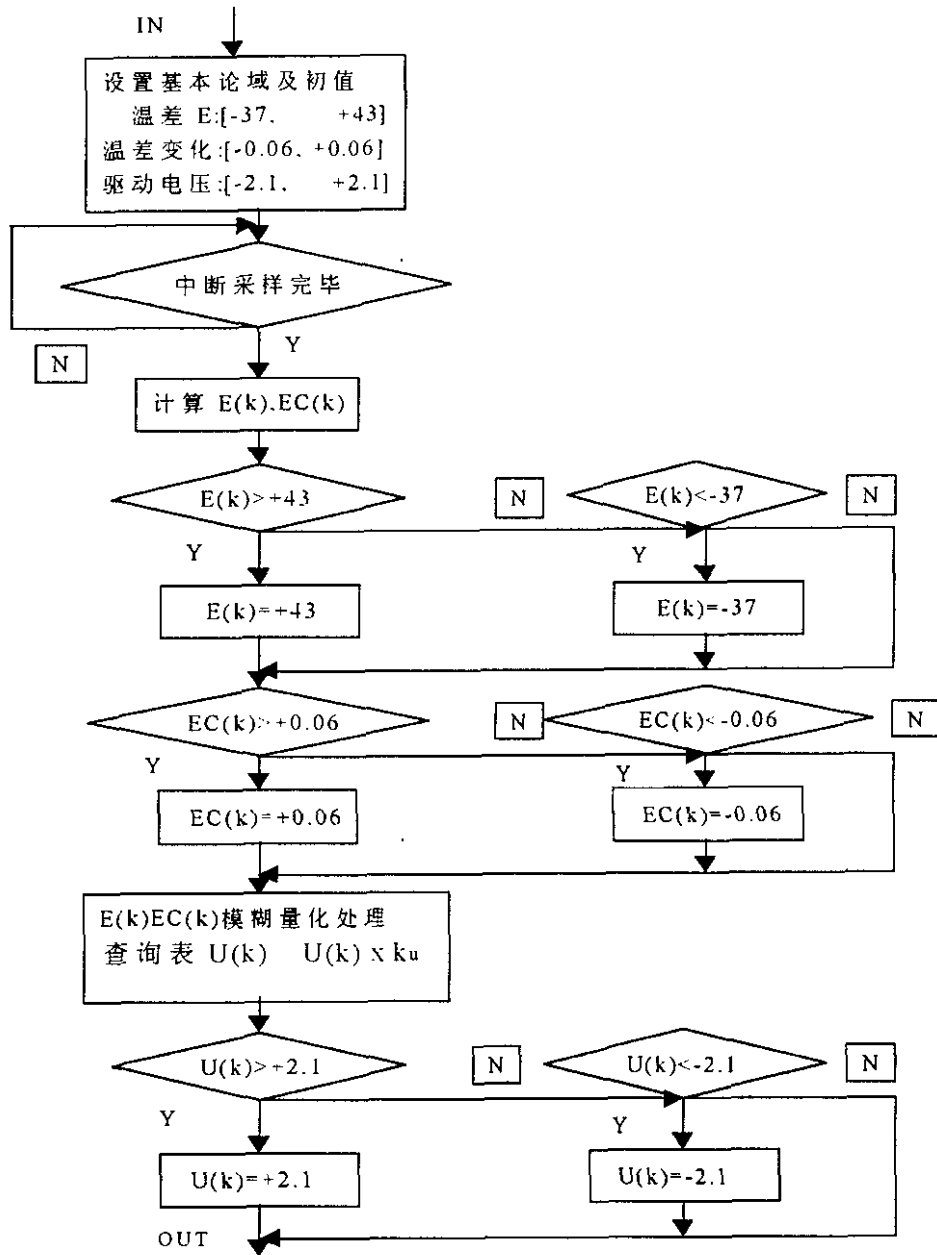 IN
设置基本论域及初值
温差 E:[-37, +43]
温差变化:[-0.06, +0.06]
驱动电压:[-2.1, +2.1]
中断采样完毕
Y
N
计算 E(k).EC(k)
E(k)>+43
N
E(k)<-37
N
Y
Y
E(k)=+43
E(k)=-37
EC(k)>+0.06
N
EC(k)<-0.06
N
Y
Y
EC(k)=+0.06
EC(k)=-0.06
E(k)EC(k)模糊量化处理
查询表 U(k) U(k) x ku
U(k)>+2.1
N
U(k)<-2.1
N
Y
Y
U(k)=+2.1
U(k)=-2.1
OUT